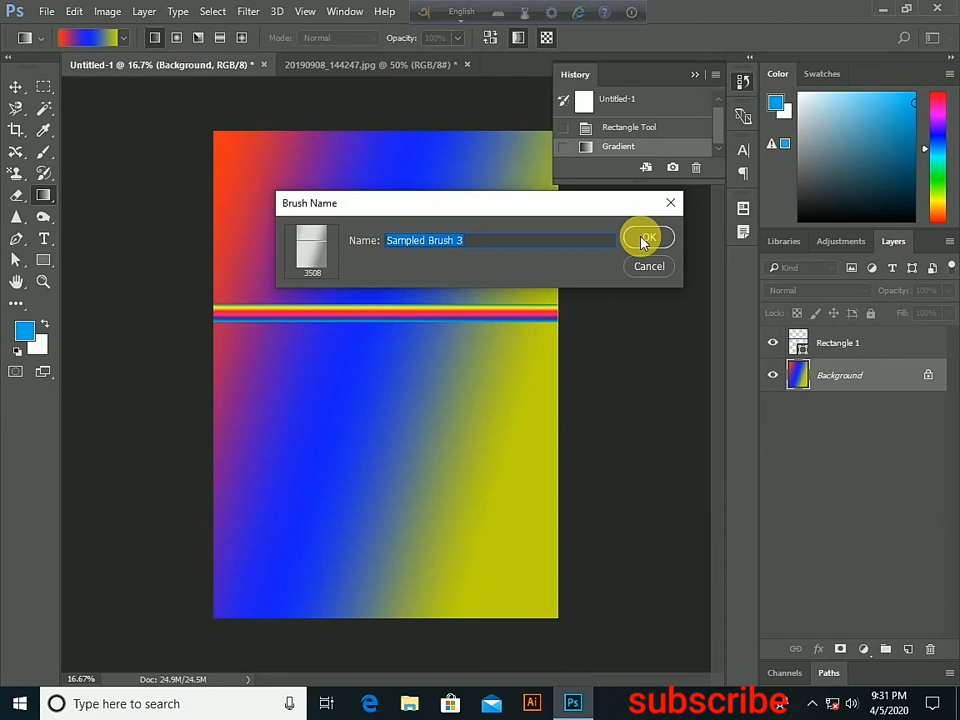 Ps File Edit Image Layer Type Select Filter 3D View Window Help
English
Mode: Normal Opacity: 100%
Untitled-1 @ 16.7% (Background, RGB/8) * × 20190908_144247.jpg @ 50% (RGB/8#) * ×
History
Untitled-1
Rectangle Tool
Gradient
Color Swatches
Brush Name
Name: Sampled Brush 3
OK
Cancel
3508
Libraries Adjustments Layers
Kind
Normal Opacity: 100%
Lock: Fill: 100%
Rectangle 1
Background
fx
Channels Paths
16.67% Doc: 24.9M/24.5M
Type here to search
Ai Ps
subscribe
9:31 PM
4/5/2020